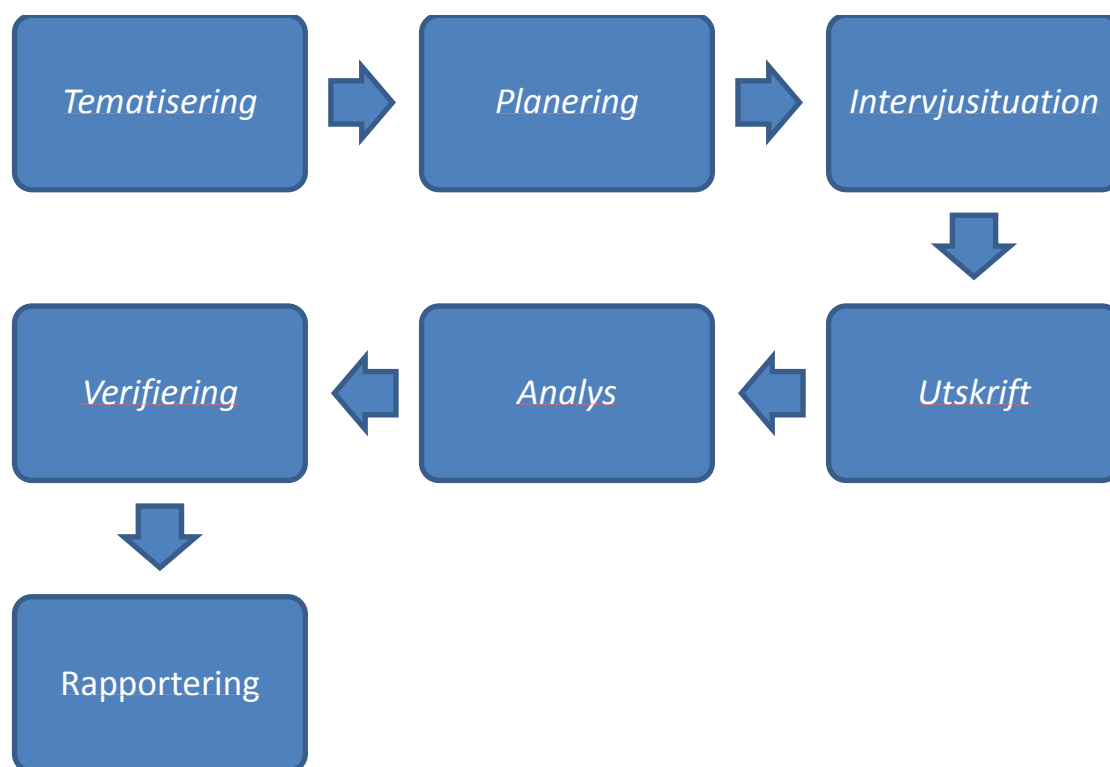 Tematisering
Planering
Intervjusituation
Utskrift
Analys
Verifiering
Rapportering